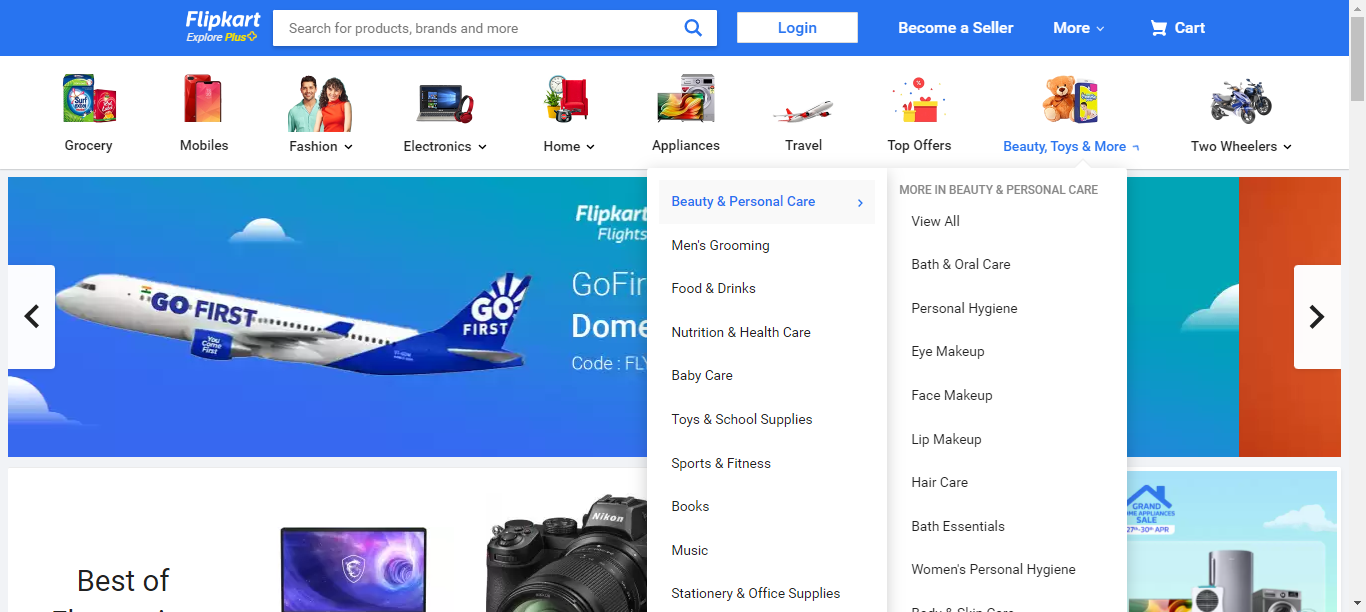 Flipkart
Explore Plus
Search for products, brands and more
Login
Become a Seller
More
Cart
Grocery
Mobiles
Fashion
Electronics
Home
Appliances
Travel
Top Offers
Beauty, Toys & More
Two Wheelers
Beauty & Personal Care
Men's Grooming
Food & Drinks
Nutrition & Health Care
Baby Care
Toys & School Supplies
Sports & Fitness
Books
Music
Stationery & Office Supplies
MORE IN BEAUTY & PERSONAL CARE
View All
Bath & Oral Care
Personal Hygiene
Eye Makeup
Face Makeup
Lip Makeup
Hair Care
Bath Essentials
Women's Personal Hygiene
Body & Skin Care
Flipkart
Flights
GoFir
Dome
Code : FLY
GO FIRST
You
Come
First
GO
FIRST
Best of
Nikon
GRAND
ME APPLIANCES
SALE
27th-30th APR